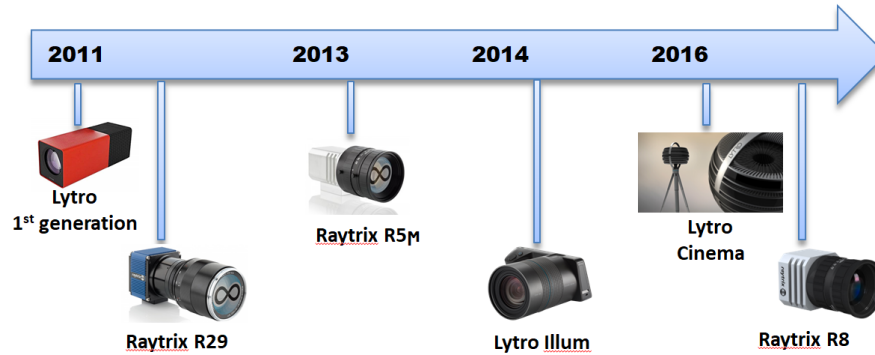 2011 2013 2014 2016
Lytro
1st generation
Raytrix R29
Raytrix R5M
Lytro Illum
Lytro
Cinema
Raytrix R8